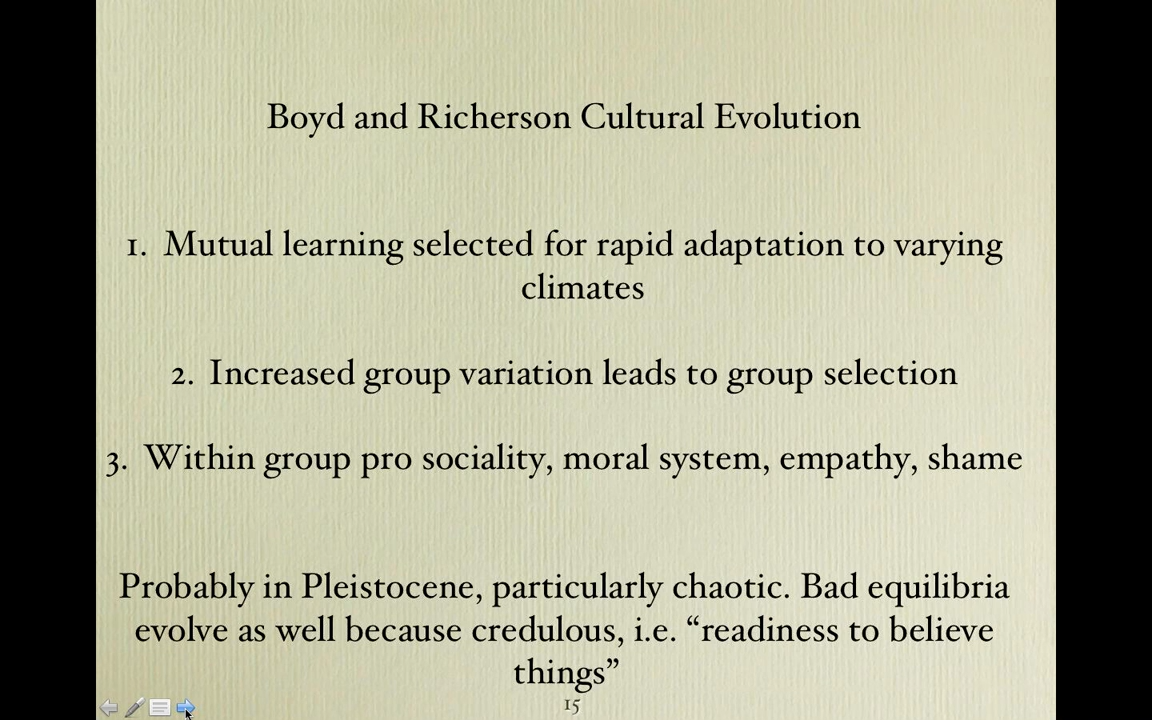 Boyd and Richerson Cultural Evolution
1. Mutual learning selected for rapid adaptation to varying
climates
2. Increased group variation leads to group selection
3. Within group pro sociality, moral system, empathy, shame
Probably in Pleistocene, particularly chaotic. Bad equilibria
evolve as well because credulous, i.e. “readiness to believe
things”
15